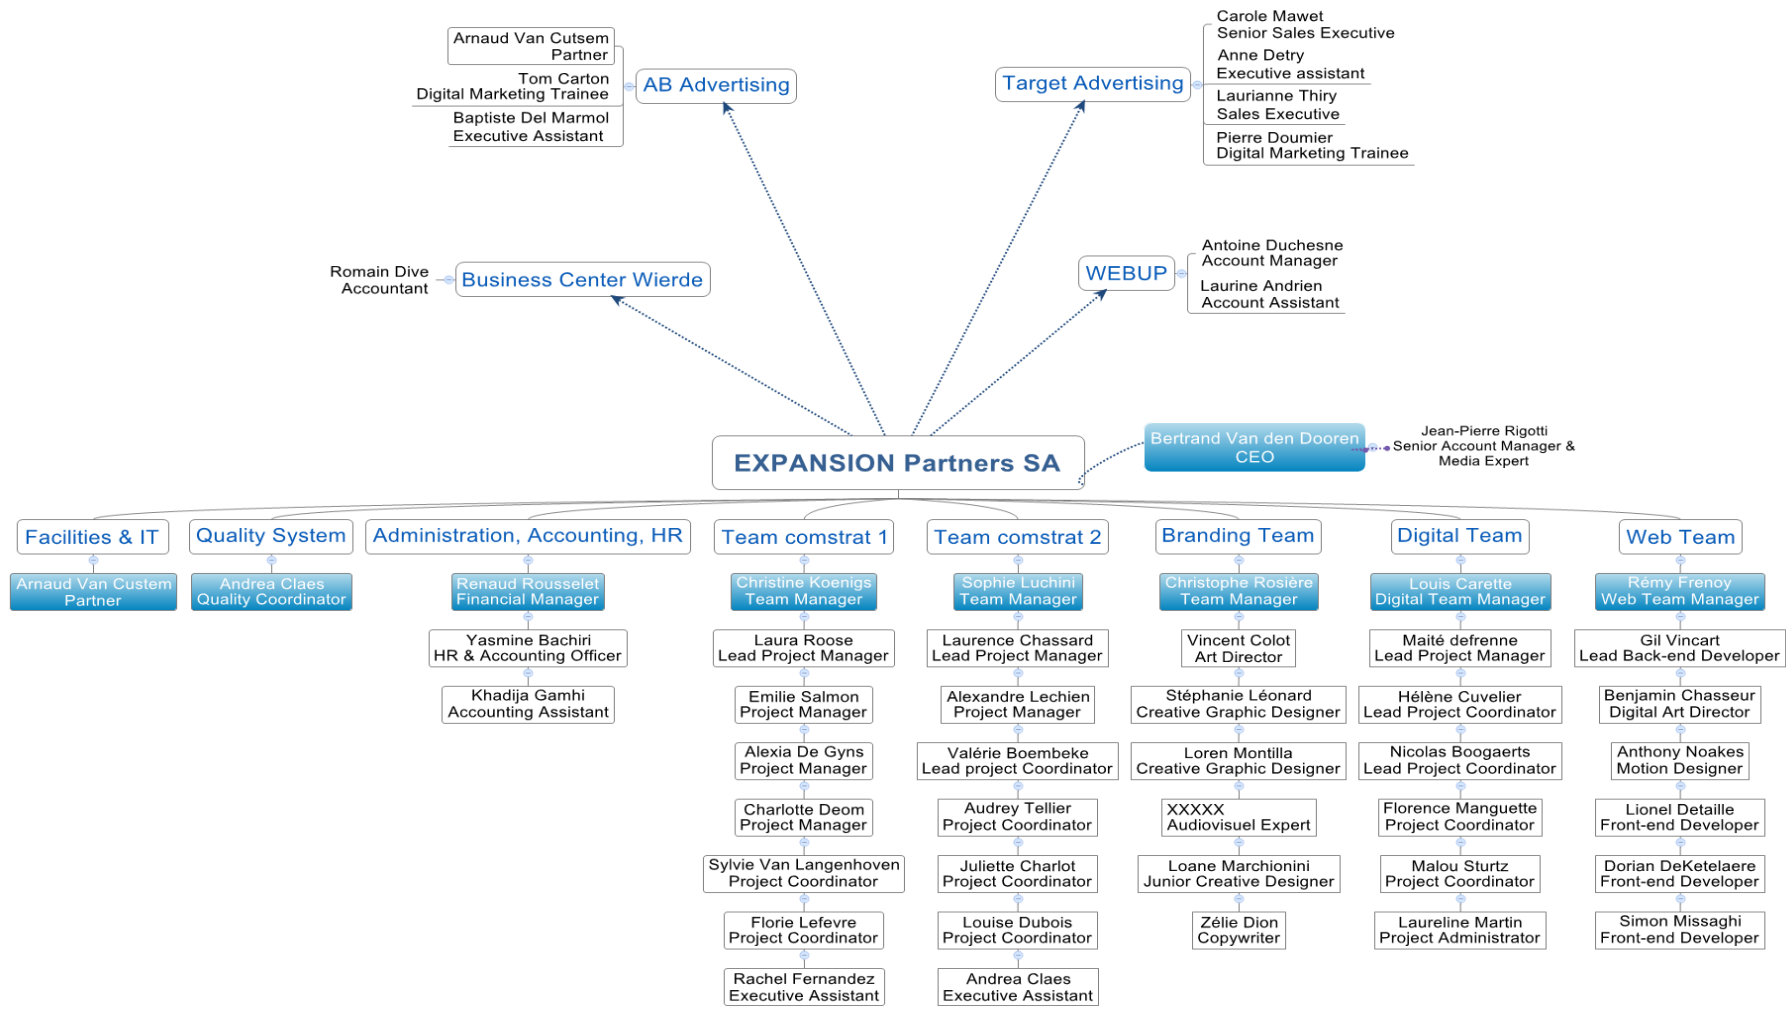 Arnaud Van Cutsem
Partner
Tom Carton
Digital Marketing Trainee
Baptiste Del Marmol
Executive Assistant
AB Advertising
Target Advertising
Carole Mawet
Senior Sales Executive
Anne Detry
Executive assistant
Laurianne Thiry
Sales Executive
Pierre Doumier
Digital Marketing Trainee
Romain Dive
Accountant
Business Center Wierde
WEBUP
Antoine Duchesne
Account Manager
Laurine Andrien
Account Assistant
EXPANSION Partners SA
Bertrand Van den Dooren
CEO
Jean-Pierre Rigotti
Senior Account Manager &
Media Expert
Facilities & IT
Arnaud Van Custem
Partner
Quality System
Andrea Claes
Quality Coordinator
Administration, Accounting, HR
Renaud Rousselet
Financial Manager
Yasmine Bachiri
HR & Accounting Officer
Khadija Gamhi
Accounting Assistant
Team comstrat 1
Christine Koenigs
Team Manager
Laura Roose
Lead Project Manager
Emilie Salmon
Project Manager
Alexia De Gyns
Project Manager
Charlotte Deom
Project Manager
Sylvie Van Langenhoven
Project Coordinator
Florie Lefevre
Project Coordinator
Rachel Fernandez
Executive Assistant
Team comstrat 2
Sophie Luchini
Team Manager
Laurence Chassard
Lead Project Manager
Alexandre Lechien
Project Manager
Valérie Boembeke
Lead project Coordinator
Audrey Tellier
Project Coordinator
Juliette Charlot
Project Coordinator
Louise Dubois
Project Coordinator
Andrea Claes
Executive Assistant
Branding Team
Christophe Rosière
Team Manager
Vincent Colot
Art Director
Stéphanie Léonard
Creative Graphic Designer
Loren Montilla
Creative Graphic Designer
XXXXX
Audiovisuel Expert
Loane Marchionini
Junior Creative Designer
Zélie Dion
Copywriter
Digital Team
Louis Carette
Digital Team Manager
Maité defrenne
Lead Project Manager
Hélène Cuvelier
Lead Project Coordinator
Nicolas Boogaerts
Lead Project Coordinator
Florence Manguette
Project Coordinator
Malou Sturtz
Project Coordinator
Laureline Martin
Project Administrator
Web Team
Rémy Frenoy
Web Team Manager
Gil Vincart
Lead Back-end Developer
Benjamin Chasseur
Digital Art Director
Anthony Noakes
Motion Designer
Lionel Detaille
Front-end Developer
Dorian DeKetelaere
Front-end Developer
Simon Missaghi
Front-end Developer